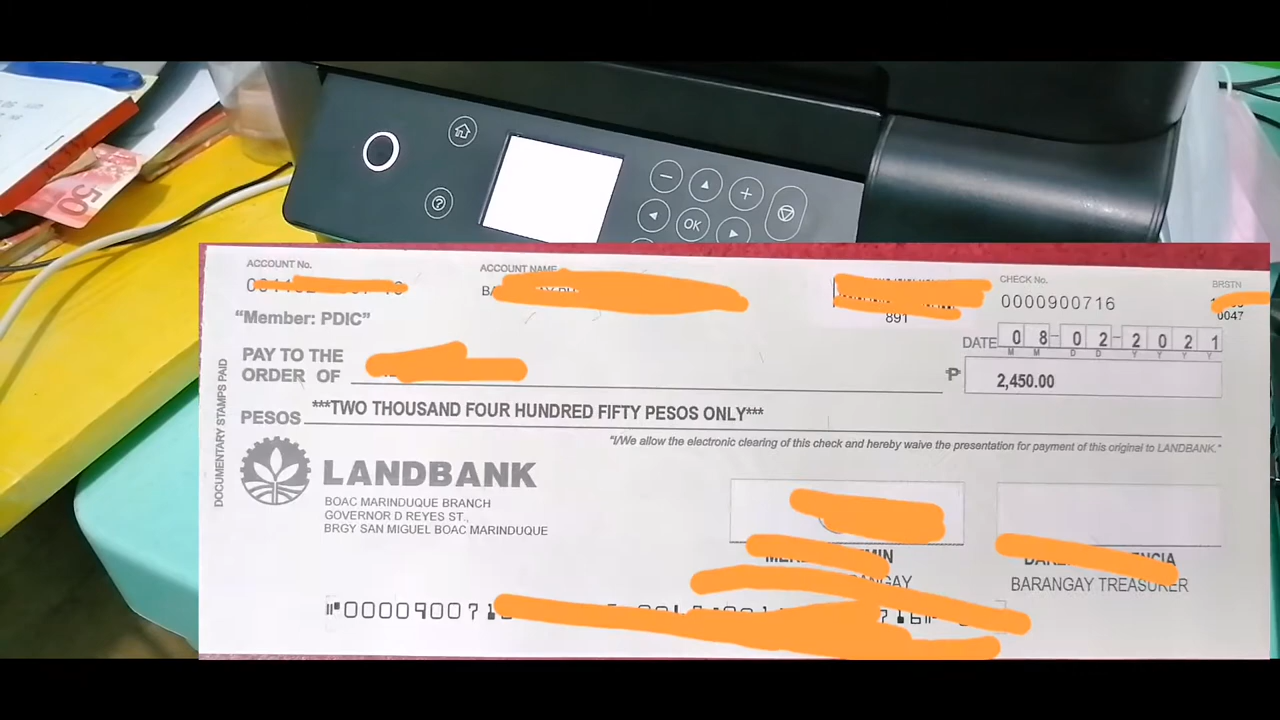 50
?
OK
ACCOUNT No.
ACCOUNT NAME
CHECK No.
BRSTN
0000900716
891
0047
"Member: PDIC"
DATE 0 8 - 0 2 - 2 0 2 1
M M D D Y Y Y Y
PAY TO THE
ORDER OF
₱ 2,450.00
PESOS ***TWO THOUSAND FOUR HUNDRED FIFTY PESOS ONLY***
"I/We allow the electronic clearing of this check and hereby waive the presentation for payment of this original to LANDBANK."
DOCUMENTARY STAMPS PAID
LANDBANK
BOAC MARINDUQUE BRANCH
GOVERNOR D REYES ST.,
BRGY SAN MIGUEL BOAC MARINDUQUE
BARANGAY TREASURER